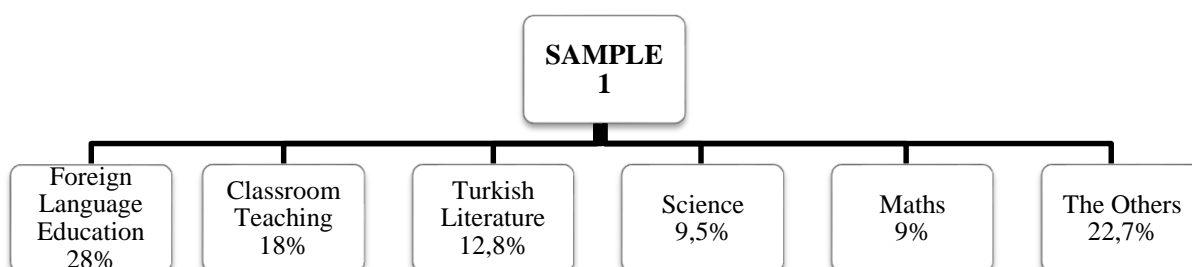 SAMPLE
1
Foreign
Language
Education
28%
Classroom
Teaching
18%
Turkish
Literature
12,8%
Science
9,5%
Maths
9%
The Others
22,7%